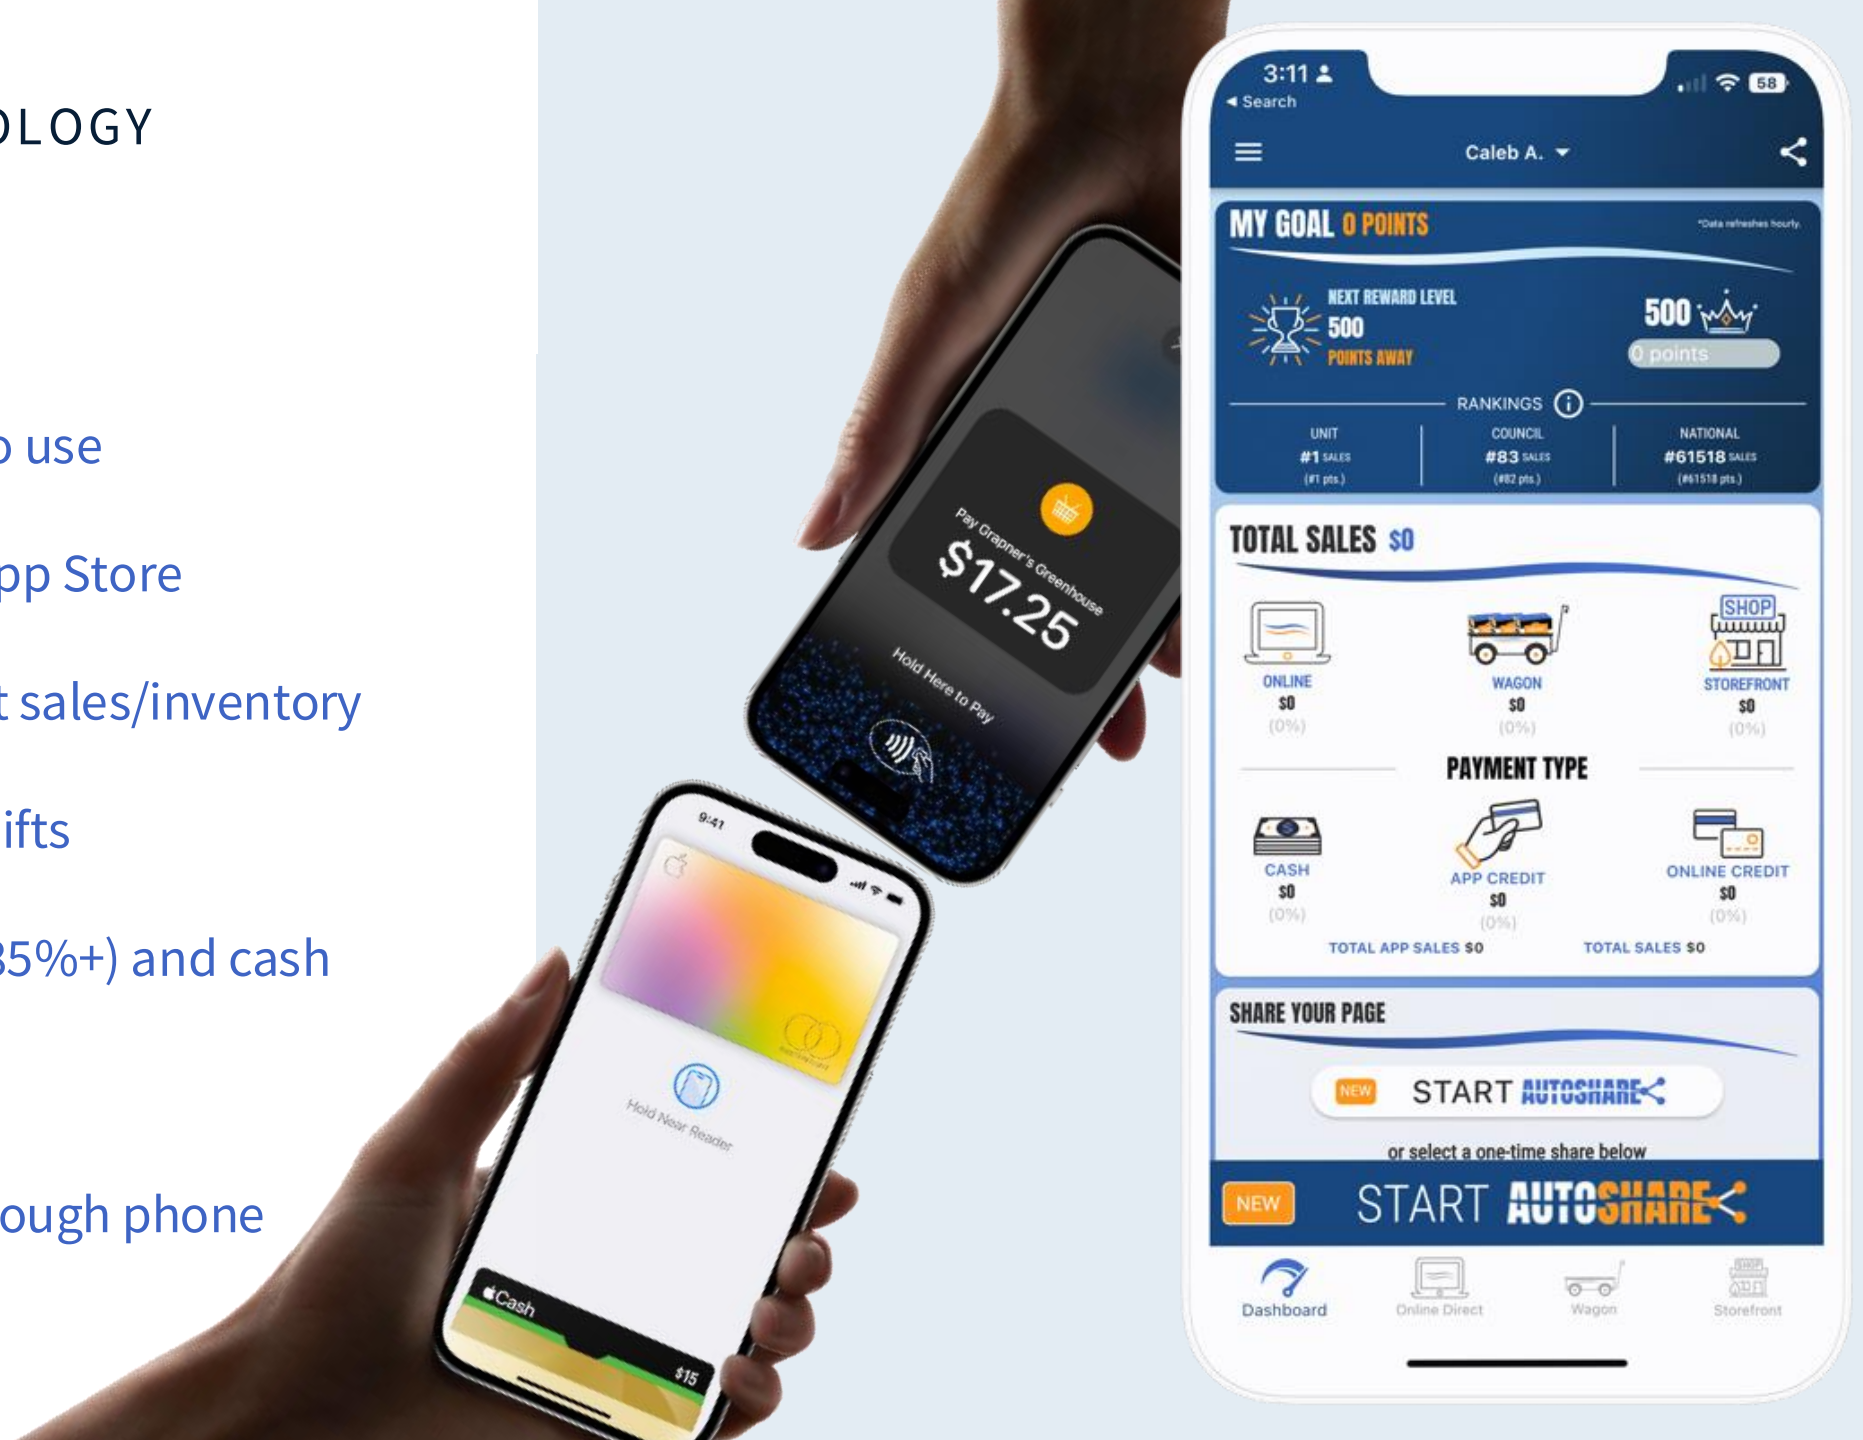 OLOGY
o use
pp Store
t sales/inventory
ifts
35%+) and cash
ough phone
Pay Grapner's Greenhouse
$17.25
Hold Here to Pay
9:41
Hold Near Reader
Cash
$15
3:11
58
Search
Caleb A.
MY GOAL 0 POINTS
*Data refreshes hourly.
NEXT REWARD LEVEL
500
POINTS AWAY
500
0 points
RANKINGS
UNIT COUNCIL NATIONAL
#1 SALES #83 SALES #61518 SALES
(#1 pts.) (#82 pts.) (#61518 pts.)
TOTAL SALES $0
SHOP
ONLINE WAGON STOREFRONT
$0 $0 $0
(0%) (0%) (0%)
PAYMENT TYPE
CASH APP CREDIT ONLINE CREDIT
$0 $0 $0
(0%) (0%) (0%)
TOTAL APP SALES $0 TOTAL SALES $0
SHARE YOUR PAGE
NEW START AUTOSHARE
or select a one-time share below
NEW START AUTOSHARE
SHOP
Dashboard Online Direct Wagon Storefront